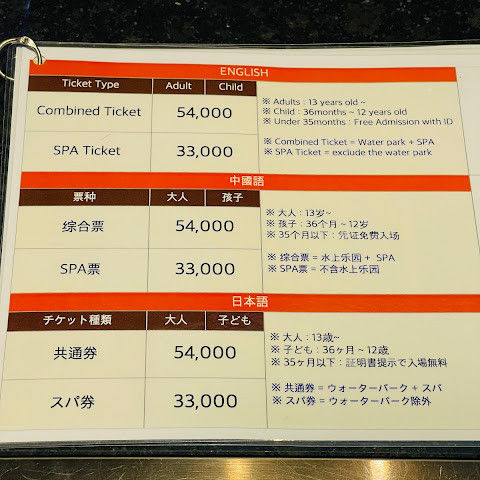 ENGLISH
Ticket Type Adult Child
Combined Ticket 54,000
SPA Ticket 33,000
※ Adults : 13 years old ~
※ Child : 36months ~ 12 years old
※ Under 35months : Free Admission with ID
※ Combined Ticket = Water park + SPA
※ SPA Ticket = exclude the water park
中國語
票种 大人 孩子
综合票 54,000
SPA票 33,000
※ 大人 : 13岁~
※ 孩子 : 36个月 ~ 12岁
※ 35个月以下 : 凭证免费入场
※ 综合票 = 水上乐园 + SPA
※ SPA票 = 不含水上乐园
日本語
チケット種類 大人 子ども
共通券 54,000
スパ券 33,000
※ 大人 : 13歳~
※ 子ども : 36ヶ月 ~ 12歳
※ 35ヶ月以下 : 証明書提示で入場無料
※ 共通券 = ウォーターパーク + スパ
※ スパ券 = ウォーターパーク除外